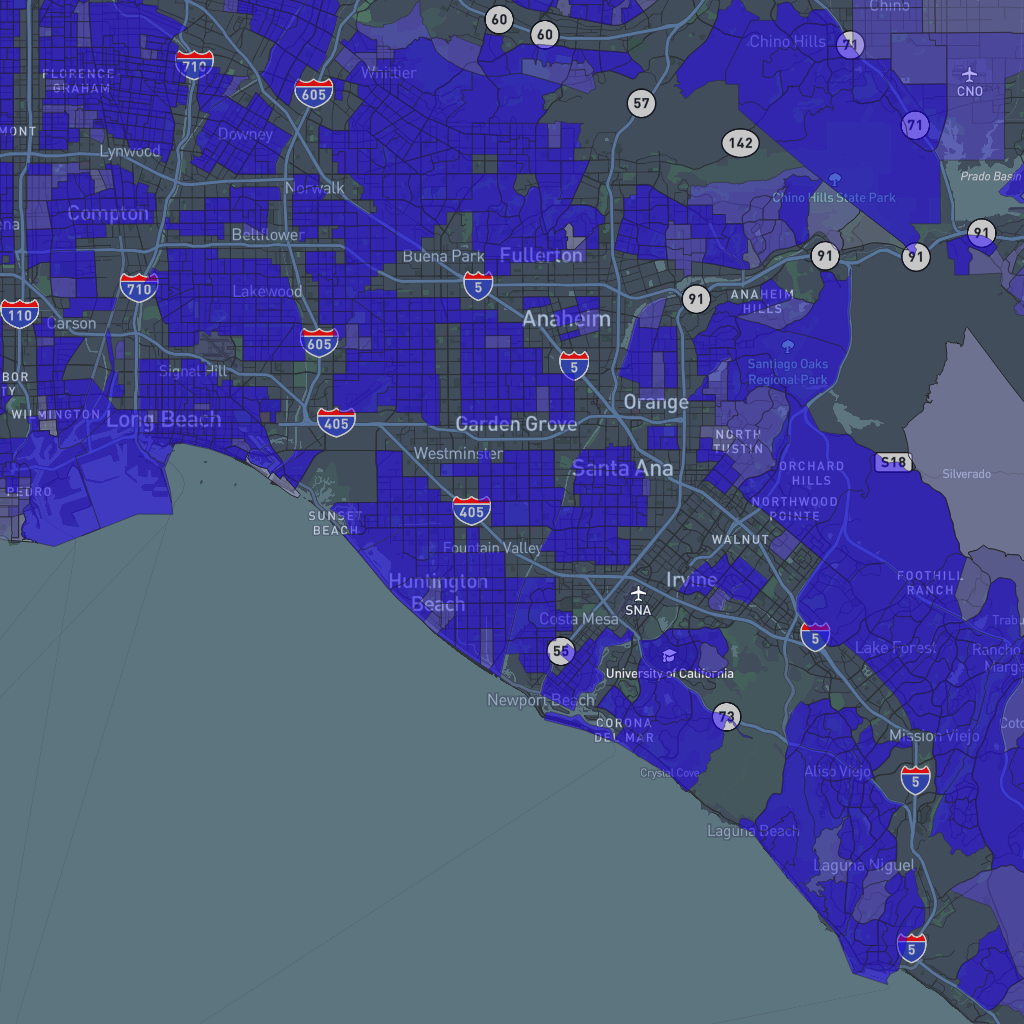 Chino
60
60
Chino Hills
71
710
FLORENCE
GRAHAM
Whittier
605
CNO
57
71
MONT
Downey
142
Lynwood
Prado Basin
Norwalk
Chino Hills State Park
Compton
91
Bellflower
Buena Park
Fullerton
91
91
710
5
Lakewood
91
ANAHEIM
HILLS
110
Carson
Anaheim
605
5
Santiago Oaks
Regional Park
Signal Hill
BOR
TY
WILMINGTON
Long Beach
405
Garden Grove
Orange
NORTH
TUSTIN
Westminster
Santa Ana
S18
ORCHARD
HILLS
Silverado
PEDRO
405
NORTHWOOD
POINTE
SUNSET
BEACH
WALNUT
Fountain Valley
Huntington
Beach
Irvine
FOOTHILL
RANCH
SNA
Costa Mesa
Trabu
5
55
Lake Forest
Rancho
Marga
University of California
Newport Beach
73
CORONA
DEL MAR
Coto
Mission Viejo
Crystal Cove
Aliso Viejo
5
Laguna Beach
Laguna Niguel
5